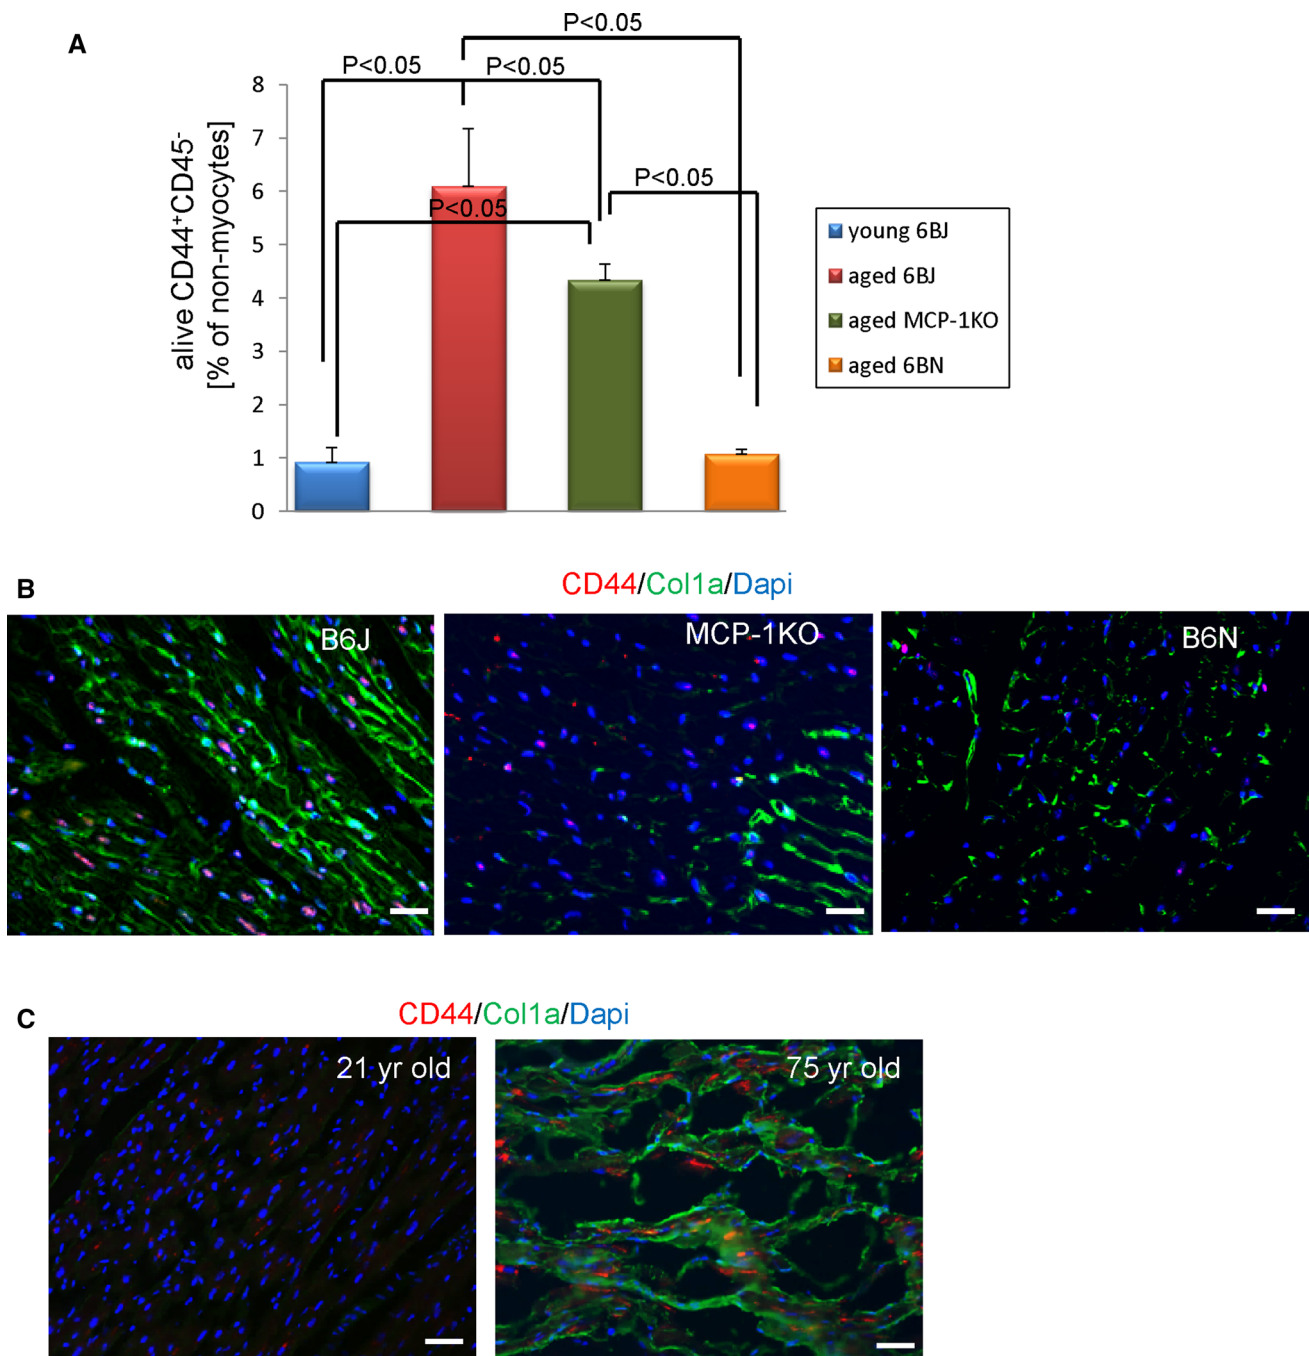 A
P<0.05
P<0.05
P<0.05
P<0.05
P<0.05
alive CD44⁺CD45⁻
[% of non-myocytes]
8
7
6
5
4
3
2
1
0
young 6BJ
aged 6BJ
aged MCP-1KO
aged 6BN
B
CD44/Col1a/Dapi
B6J
MCP-1KO
B6N
C
CD44/Col1a/Dapi
21 yr old
75 yr old